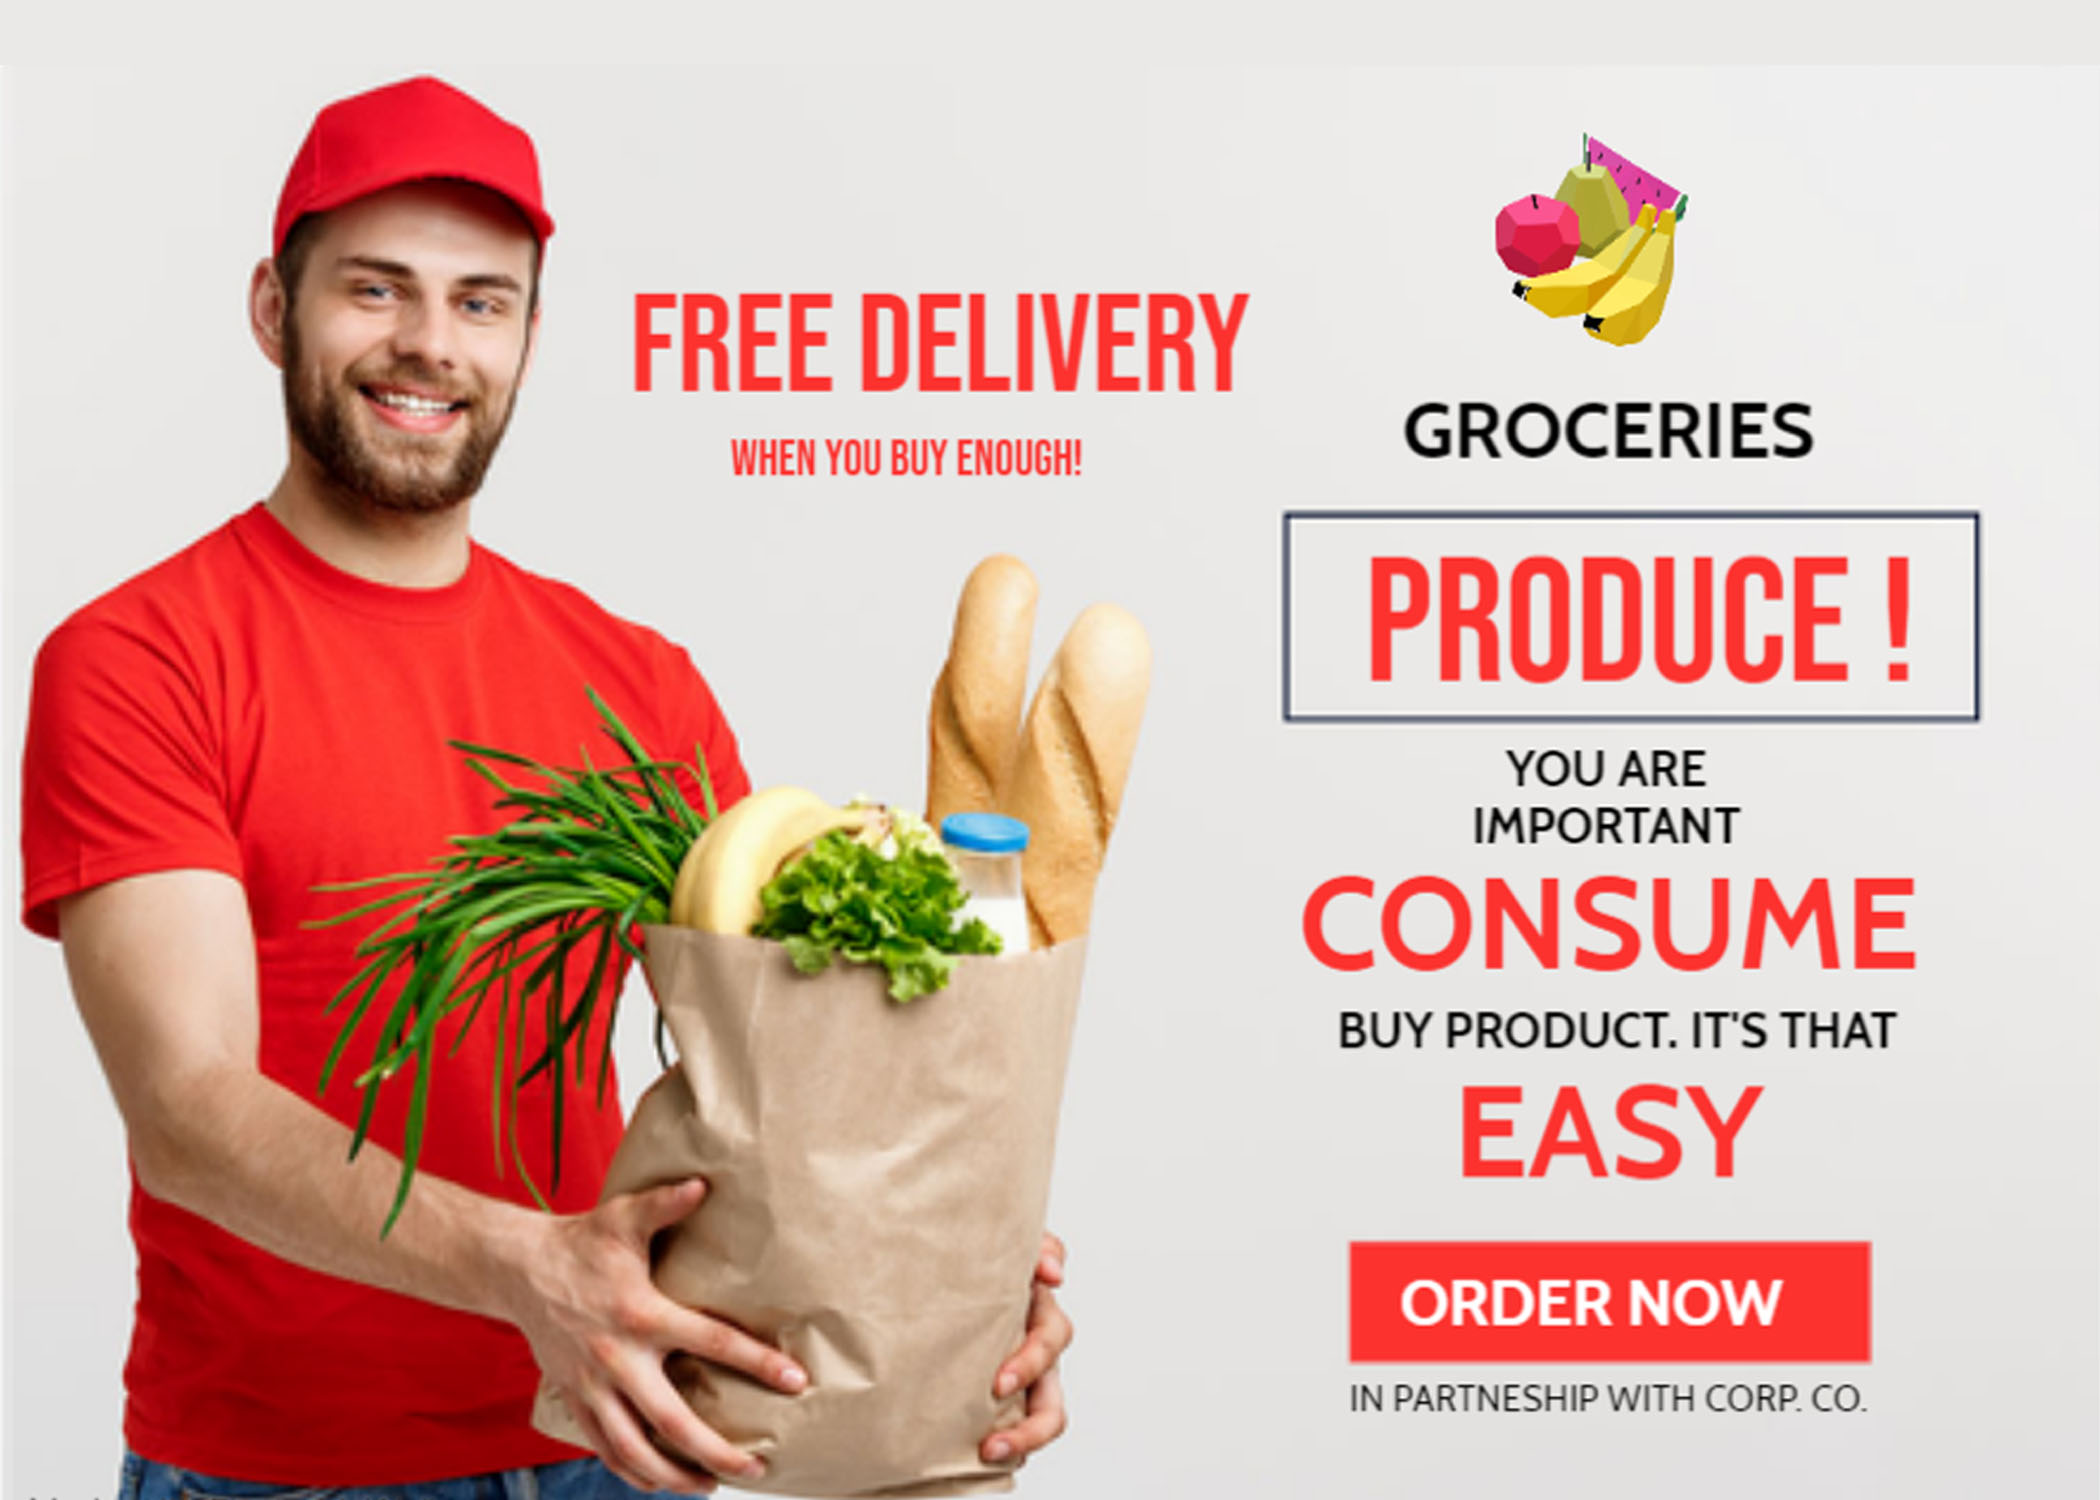 FREE DELIVERY
WHEN YOU BUY ENOUGH!
GROCERIES
PRODUCE !
YOU ARE
IMPORTANT
CONSUME
BUY PRODUCT. IT'S THAT
EASY
ORDER NOW
IN PARTNESHIP WITH CORP. CO.